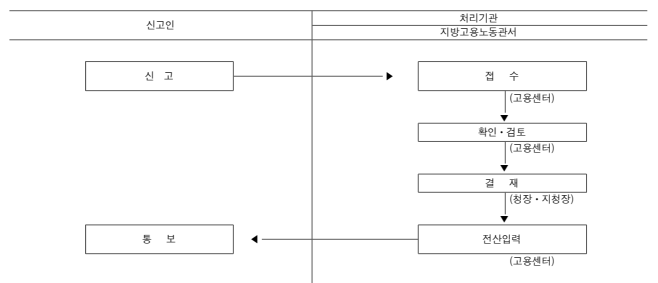 신고인
처리기관
지방고용노동관서
신 고
접 수
(고용센터)
확인·검토
(고용센터)
결 재
(청장·지청장)
통 보
전산입력
(고용센터)